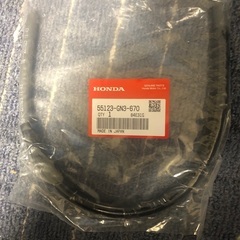 HONDA
55123-GN3-670
QTY 1
MADE IN JAPAN